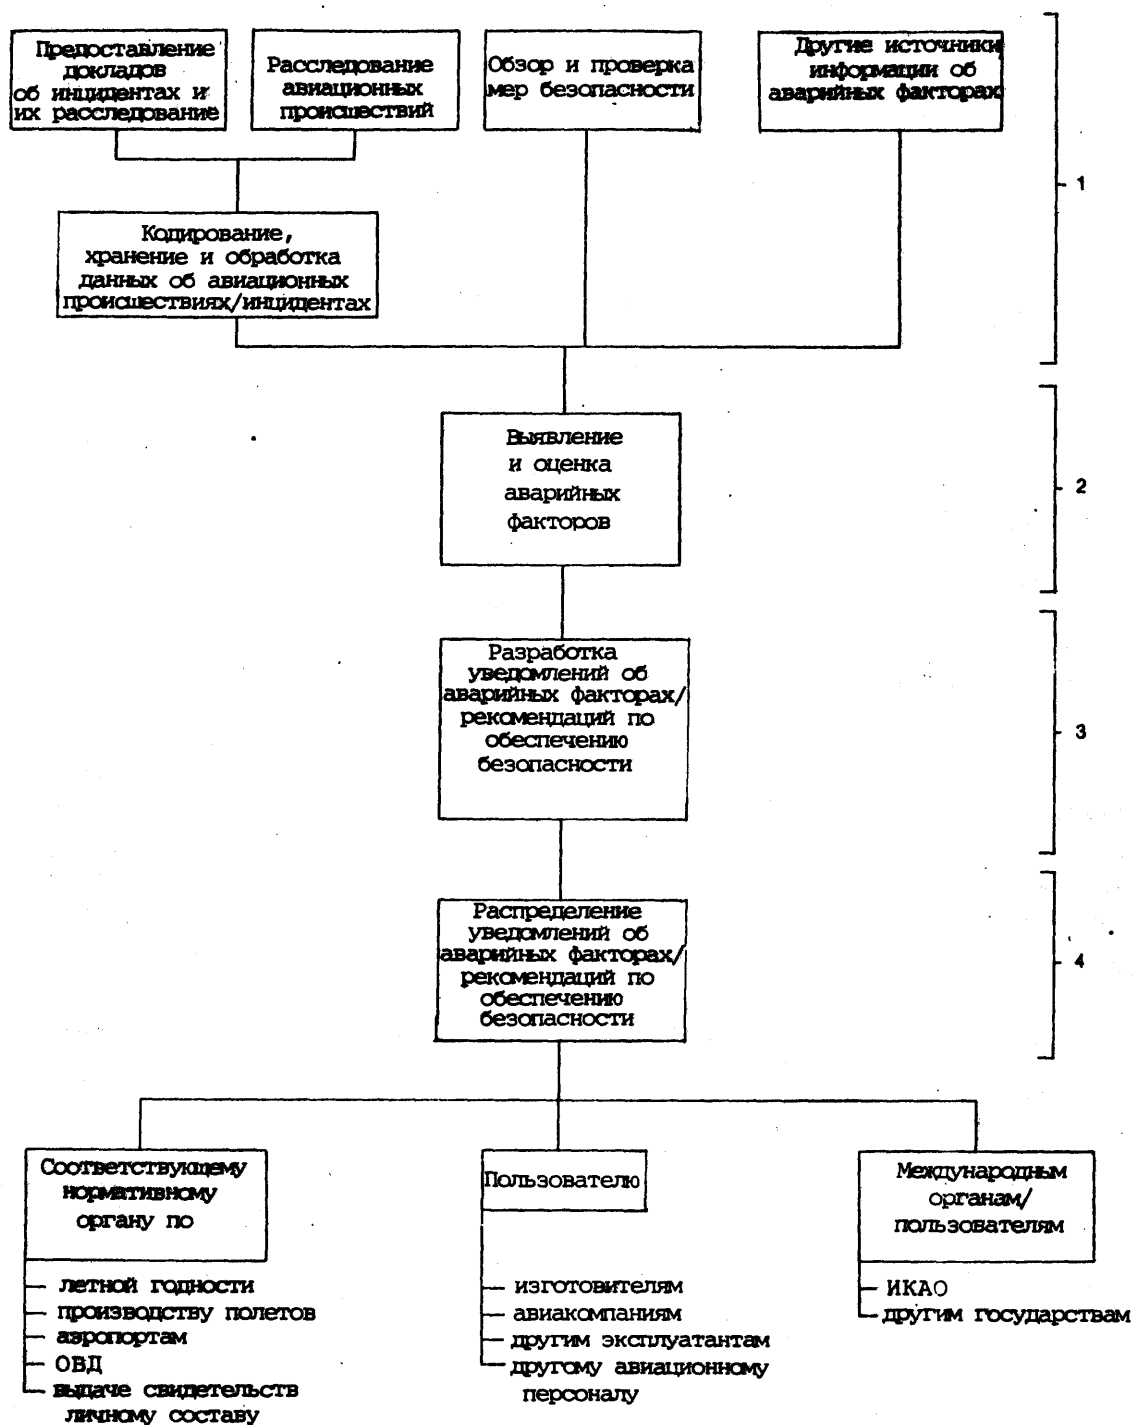 Предоставление
докладов
об инцидентах и
их расследование
Расследование
авиационных
происшествий
Обзор и проверка
мер безопасности
Другие источники
информации об
аварийных факторах
1
Кодирование,
хранение и обработка
данных об авиационных
происшествиях/инцидентах
Выявление
и оценка
аварийных
факторов
2
Разработка
уведомлений об
аварийных факторах/
рекомендаций по
обеспечению
безопасности
3
Распределение
уведомлений об
аварийных факторах/
рекомендаций по
обеспечению
безопасности
4
Соответствующему
нормативному
органу по
летной годности
производству полетов
аэропортам
ОВД
выдаче свидетельств
личному составу
Пользователю
изготовителям
авиакомпаниям
другим эксплуатантам
другому авиационному
персоналу
Международным
органам/
пользователям
ИКАО
другим государствам